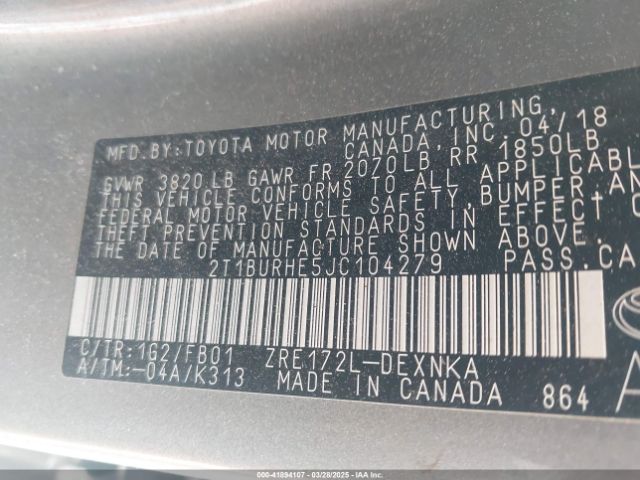 MFD.BY:TOYOTA MOTOR MANUFACTURING,
CANADA,INC. 04/18
GVWR 3820 LB GAWR FR 2070LB RR 1850LB
THIS VEHICLE CONFORMS TO ALL APPLICABLE
FEDERAL MOTOR VEHICLE SAFETY,BUMPER,AN
THEFT PREVENTION STANDARDS IN EFFECT
THE DATE OF MANUFACTURE SHOWN ABOVE.
2T1BURHE5JC104279 PASS.CA
C/TR:1G2/FB01 ZRE172L-DEXNKA
A/TM:-04A/K313 MADE IN CANADA 864
000-41894107 - 03/28/2025 - IAAI.COM